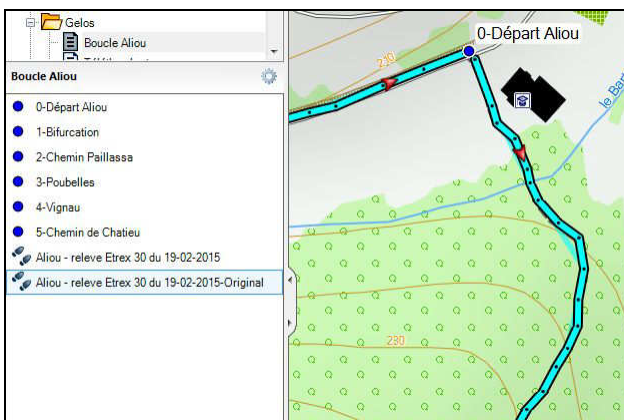 Gelos
Boucle Aliou
Boucle Aliou
0-Départ Aliou
1-Bifurcation
2-Chemin Paillassa
3-Poubelles
4-Vignau
5-Chemin de Chatieu
Aliou - releve Etrex 30 du 19-02-2015
Aliou - releve Etrex 30 du 19-02-2015-Original
0-Départ Aliou
le Bar
230